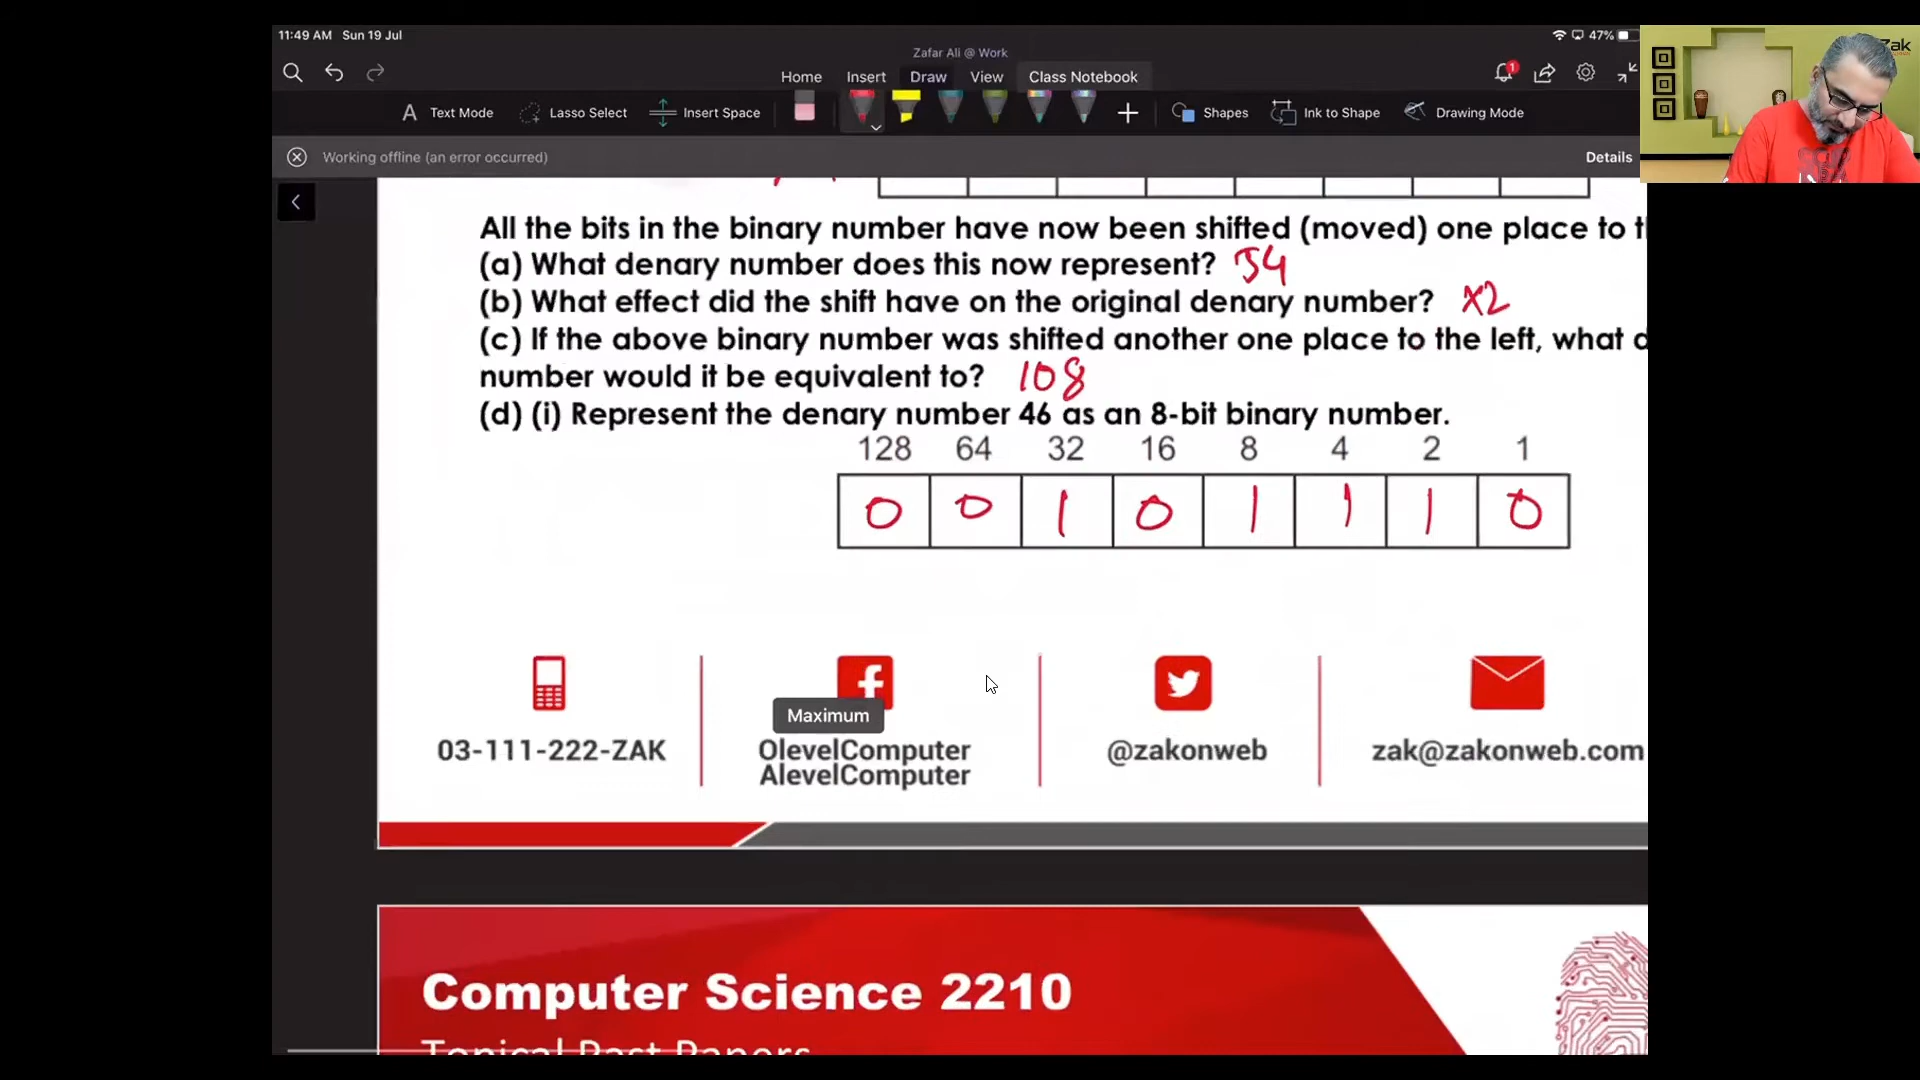 11:49 AM Sun 19 Jul
47%
Zafar Ali @ Work
Home Insert Draw View Class Notebook
1
Text Mode Lasso Select Insert Space Shapes Ink to Shape Drawing Mode
Working offline (an error occurred) Details
All the bits in the binary number have now been shifted (moved) one place to
(a) What denary number does this now represent? 54
(b) What effect did the shift have on the original denary number? x2
(c) If the above binary number was shifted another one place to the left, what
number would it be equivalent to? 108
(d) (i) Represent the denary number 46 as an 8-bit binary number.
128 64 32 16 8 4 2 1
0 0 1 0 1 1 1 0
Maximum
03-111-222-ZAK
OlevelComputer
AlevelComputer
@zakonweb
zak@zakonweb.com
Computer Science 2210
Topical Past Papers